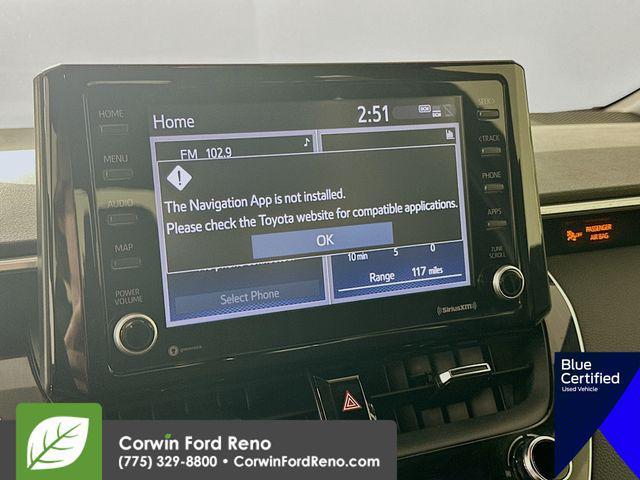 HOME
MENU
AUDIO
MAP
POWER
VOLUME
Home
2:51
DCM
DCM
FM 102.9
The Navigation App is not installed.
Please check the Toyota website for compatible applications.
OK
10 min 5 0
Range 117 miles
Select Phone
SiriusXM
SEEK>
<TRACK
PHONE
APPS
TUNE
SCROLL
PASSENGER
AIR BAG
OFF
Blue
Certified
Used Vehicle
Corwin Ford Reno
(775) 329-8800 • CorwinFordReno.com